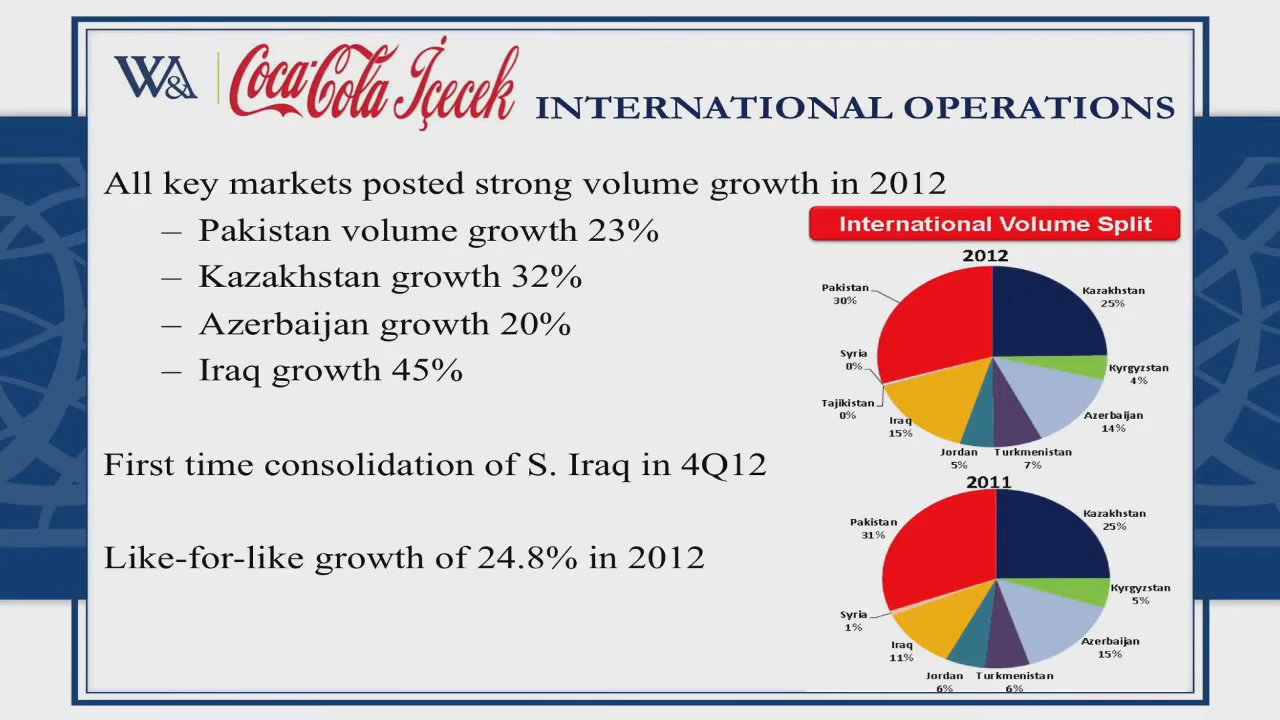 W&A
Coca-Cola İçecek
INTERNATIONAL OPERATIONS
All key markets posted strong volume growth in 2012
– Pakistan volume growth 23%
– Kazakhstan growth 32%
– Azerbaijan growth 20%
– Iraq growth 45%
First time consolidation of S. Iraq in 4Q12
Like-for-like growth of 24.8% in 2012
International Volume Split
2012
Kazakhstan
25%
Kyrgyzstan
4%
Azerbaijan
14%
Turkmenistan
7%
Jordan
5%
Iraq
15%
Tajikistan
0%
Syria
0%
Pakistan
30%
2011
Kazakhstan
25%
Kyrgyzstan
5%
Azerbaijan
15%
Turkmenistan
6%
Jordan
6%
Iraq
11%
Syria
1%
Pakistan
31%